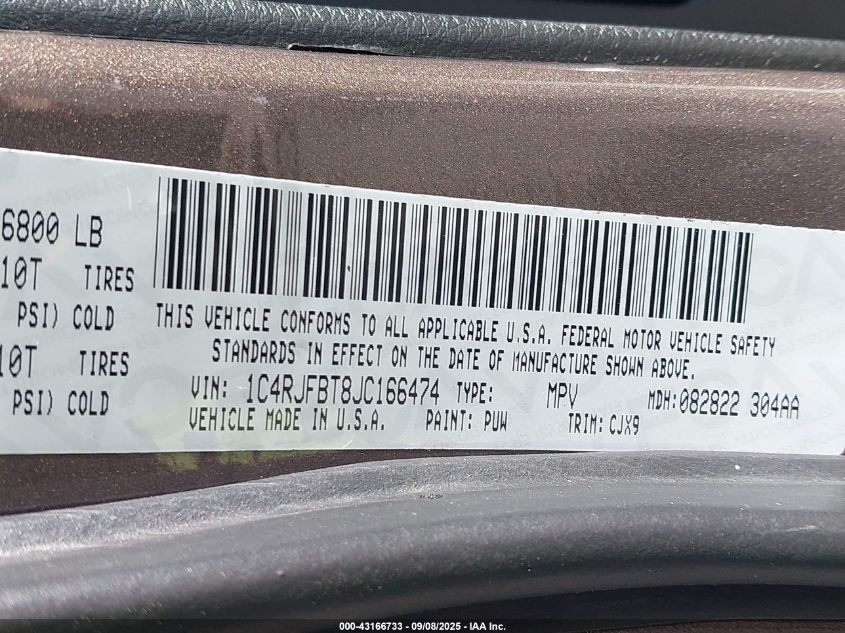 6800 LB
10T TIRES
PSI) COLD
10T TIRES
PSI) COLD
THIS VEHICLE CONFORMS TO ALL APPLICABLE U.S.A. FEDERAL MOTOR VEHICLE SAFETY
STANDARDS IN EFFECT ON THE DATE OF MANUFACTURE SHOWN ABOVE.
VIN: 1C4RJFBT8JC166474 TYPE: MPV MDH:082822 304AA
VEHICLE MADE IN U.S.A. PAINT: PUW TRIM: CJX9
000-43166733 - 09/08/2025 - IAA Inc.